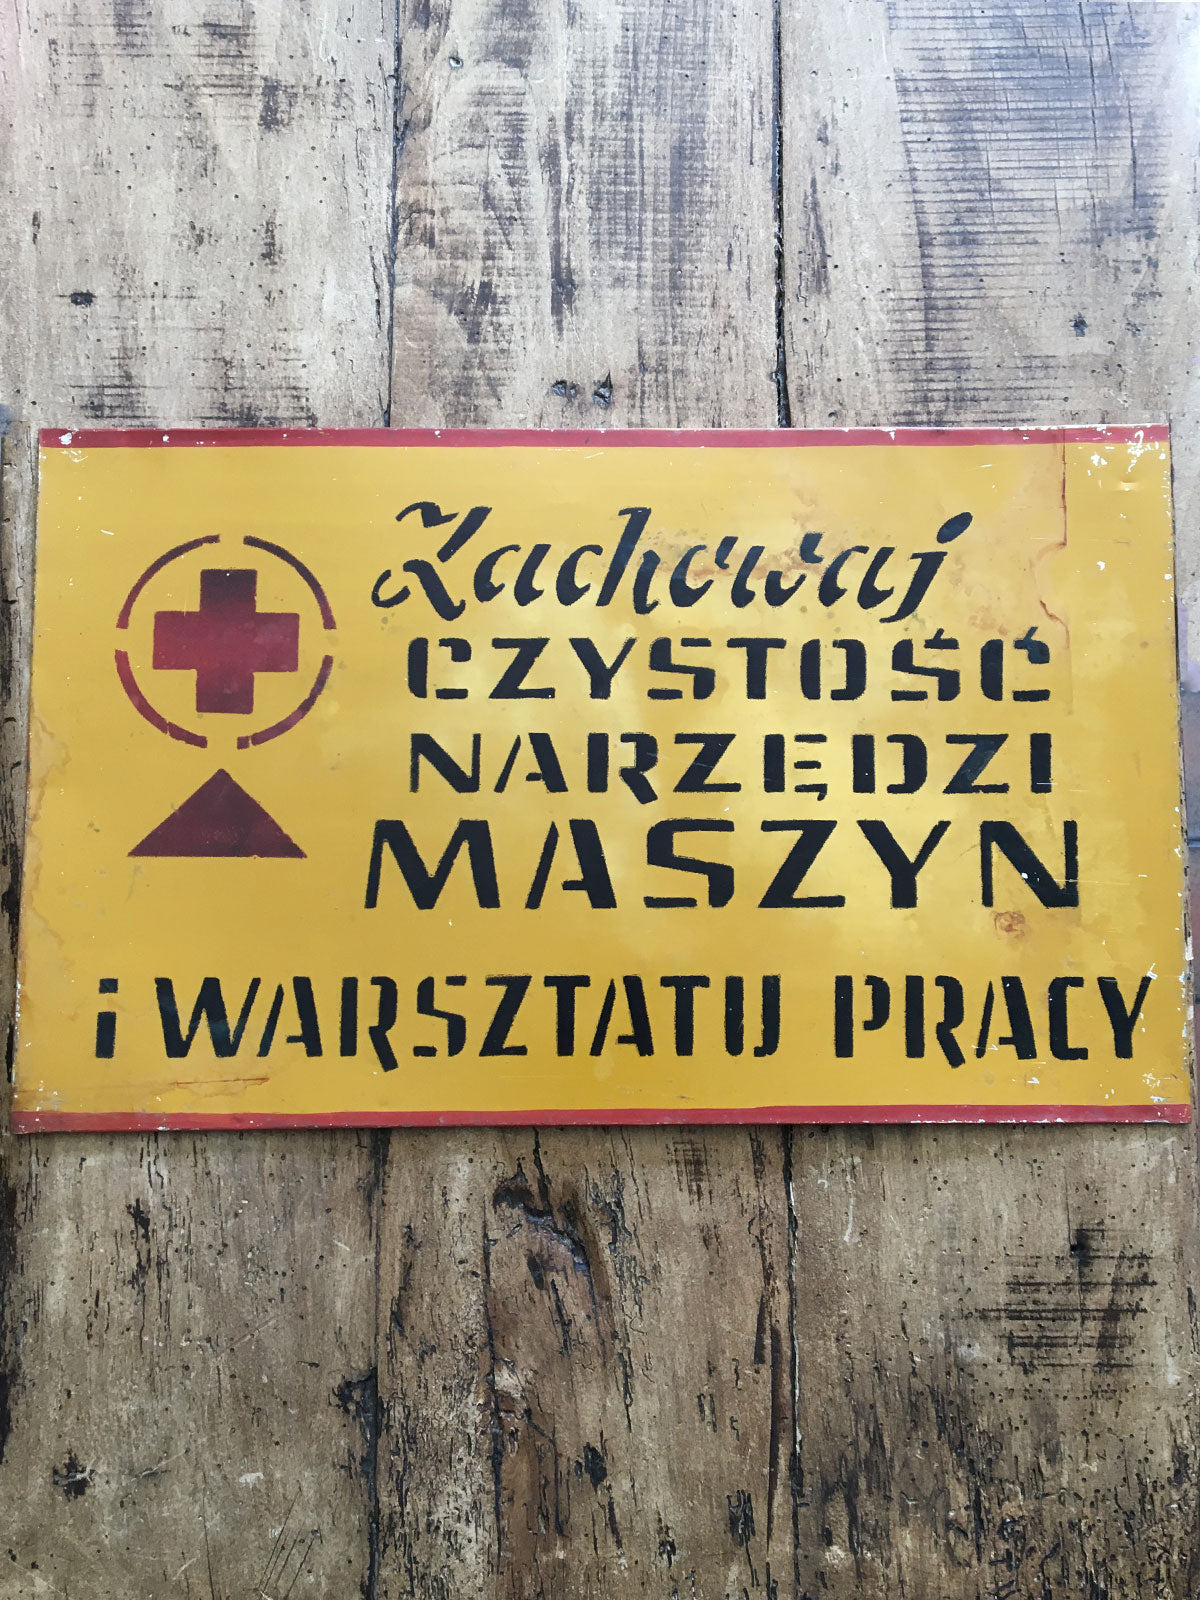 Zachowaj
CZYSTOŚĆ
NARZĘDZI
MASZYN
i WARSZTATU PRACY